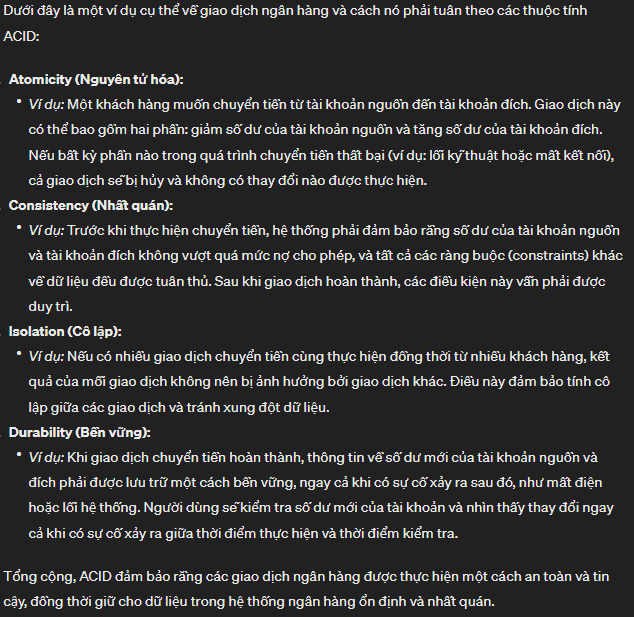 Dưới đây là một ví dụ cụ thể về giao dịch ngân hàng và cách nó phải tuân theo các thuộc tính
ACID:
Atomicity (Nguyên tử hóa):
• Ví dụ: Một khách hàng muốn chuyển tiền từ tài khoản nguồn đến tài khoản đích. Giao dịch này
có thể bao gồm hai phần: giảm số dư của tài khoản nguồn và tăng số dư của tài khoản đích.
Nếu bất kỳ phần nào trong quá trình chuyển tiền thất bại (ví dụ: lỗi kỹ thuật hoặc mất kết nối),
cả giao dịch sẽ bị hủy và không có thay đổi nào được thực hiện.
Consistency (Nhất quán):
• Ví dụ: Trước khi thực hiện chuyển tiền, hệ thống phải đảm bảo rằng số dư của tài khoản nguồn
và tài khoản đích không vượt quá mức nợ cho phép, và tất cả các ràng buộc (constraints) khác
về dữ liệu đều được tuân thủ. Sau khi giao dịch hoàn thành, các điều kiện này vẫn phải được
duy trì.
Isolation (Cô lập):
• Ví dụ: Nếu có nhiều giao dịch chuyển tiền cùng thực hiện đồng thời từ nhiều khách hàng, kết
quả của mỗi giao dịch không nên bị ảnh hưởng bởi giao dịch khác. Điều này đảm bảo tính cô
lập giữa các giao dịch và tránh xung đột dữ liệu.
Durability (Bền vững):
• Ví dụ: Khi giao dịch chuyển tiền hoàn thành, thông tin về số dư mới của tài khoản nguồn và
đích phải được lưu trữ một cách bền vững, ngay cả khi có sự cố xảy ra sau đó, như mất điện
hoặc lỗi hệ thống. Người dùng sẽ kiểm tra số dư mới của tài khoản và nhìn thấy thay đổi ngay
cả khi có sự cố xảy ra giữa thời điểm thực hiện và thời điểm kiểm tra.
Tổng cộng, ACID đảm bảo rằng các giao dịch ngân hàng được thực hiện một cách an toàn và tin
cậy, đồng thời giữ cho dữ liệu trong hệ thống ngân hàng ổn định và nhất quán.